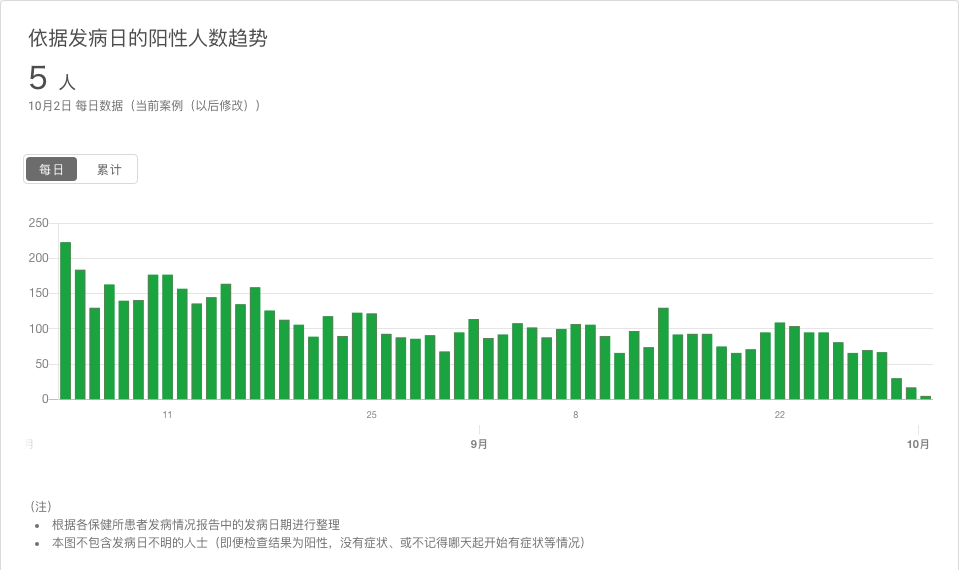 依据发病日的阳性人数趋势
5 人
10月2日 每日数据（当前案例（以后修改））
每日 累计
250
200
150
100
50
0
11 25 8 22
月 9月 10月
（注）
• 根据各保健所患者发病情况报告中的发病日期进行整理
• 本图不包含发病日不明的人士（即便检查结果为阳性，没有症状、或不记得哪天起开始有症状等情况）